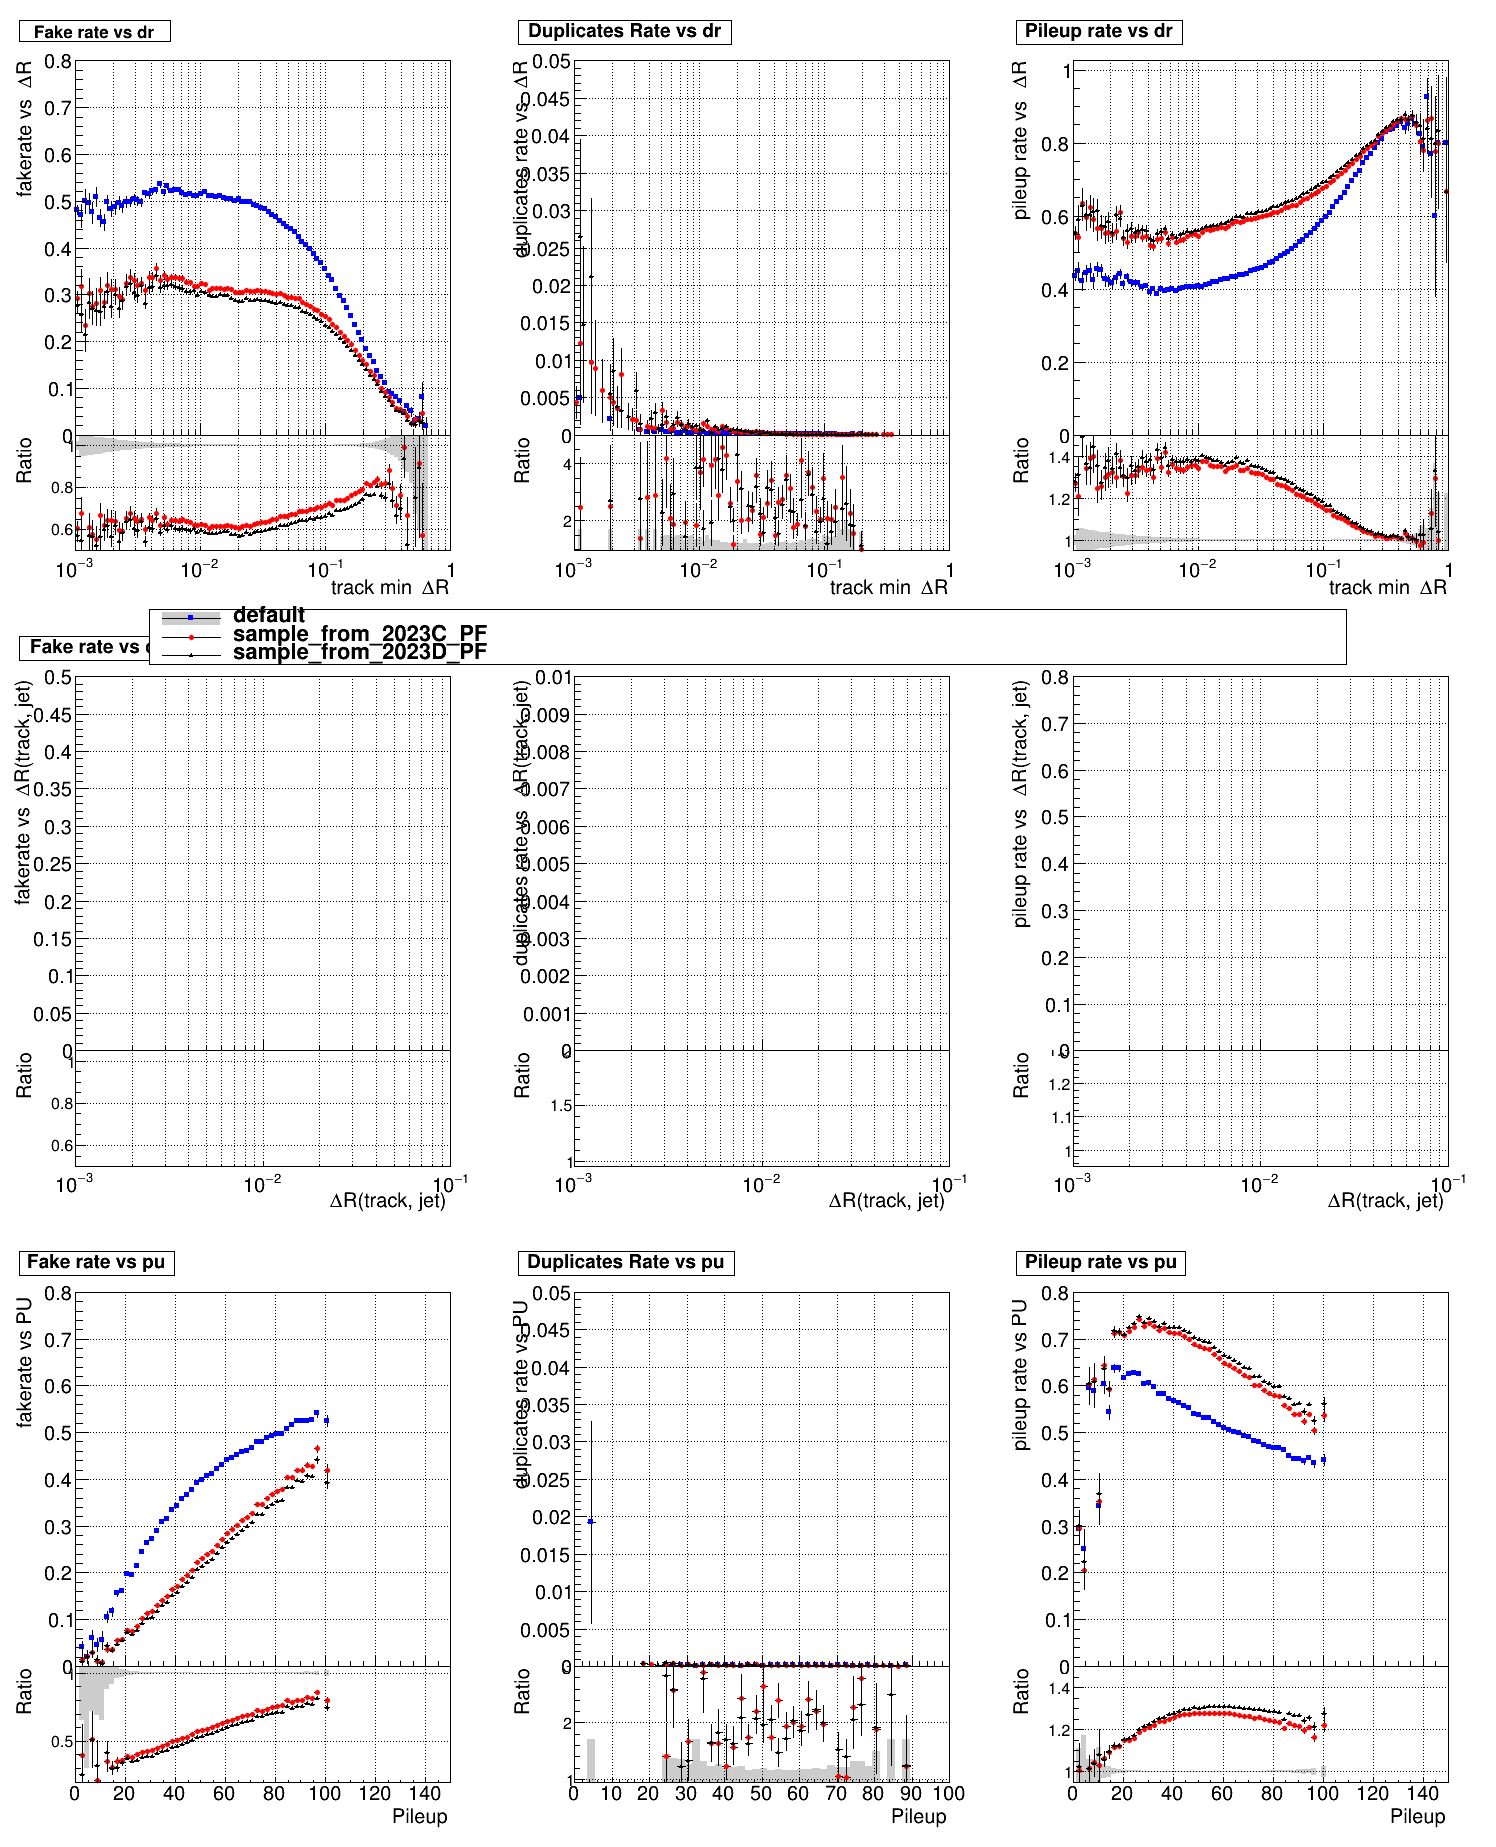 Fake rate vs dr
fakerate vs ΔR
0.8
0.7
0.6
0.5
0.4
0.3
0.2
0.1
0
Ratio
0.8
0.6
10⁻³ 10⁻² 10⁻¹ 1
track min ΔR
Duplicates Rate vs dr
duplicates rate vs ΔR
0.05
0.045
0.04
0.035
0.03
0.025
0.02
0.015
0.01
0.005
0
Ratio
4
2
10⁻³ 10⁻² 10⁻¹ 1
track min ΔR
Pileup rate vs dr
pileup rate vs ΔR
1
0.8
0.6
0.4
0.2
0
Ratio
1.4
1.2
1
10⁻³ 10⁻² 10⁻¹ 1
track min ΔR
default
sample_from_2023C_PF
sample_from_2023D_PF
Fake rate vs
fakerate vs ΔR(track, jet)
0.5
0.45
0.4
0.35
0.3
0.25
0.2
0.15
0.1
0.05
0
Ratio
1
0.8
0.6
10⁻³ 10⁻² 10⁻¹
ΔR(track, jet)
duplicates rate vs ΔR(track, jet)
0.01
0.009
0.008
0.007
0.006
0.005
0.004
0.003
0.002
0.001
0
Ratio
1.5
1
10⁻³ 10⁻² 10⁻¹
ΔR(track, jet)
pileup rate vs ΔR(track, jet)
0.8
0.7
0.6
0.5
0.4
0.3
0.2
0.1
0
Ratio
1.2
1.1
1
10⁻³ 10⁻² 10⁻¹
ΔR(track, jet)
Fake rate vs pu
fakerate vs PU
0.8
0.7
0.6
0.5
0.4
0.3
0.2
0.1
0
Ratio
0.5
0 20 40 60 80 100 120 140
Pileup
Duplicates Rate vs pu
duplicates rate vs PU
0.05
0.045
0.04
0.035
0.03
0.025
0.02
0.015
0.01
0.005
0
Ratio
2
1
0 10 20 30 40 50 60 70 80 90 100
Pileup
Pileup rate vs pu
pileup rate vs PU
0.8
0.7
0.6
0.5
0.4
0.3
0.2
0.1
0
Ratio
1.4
1.2
1
0 20 40 60 80 100 120 140
Pileup